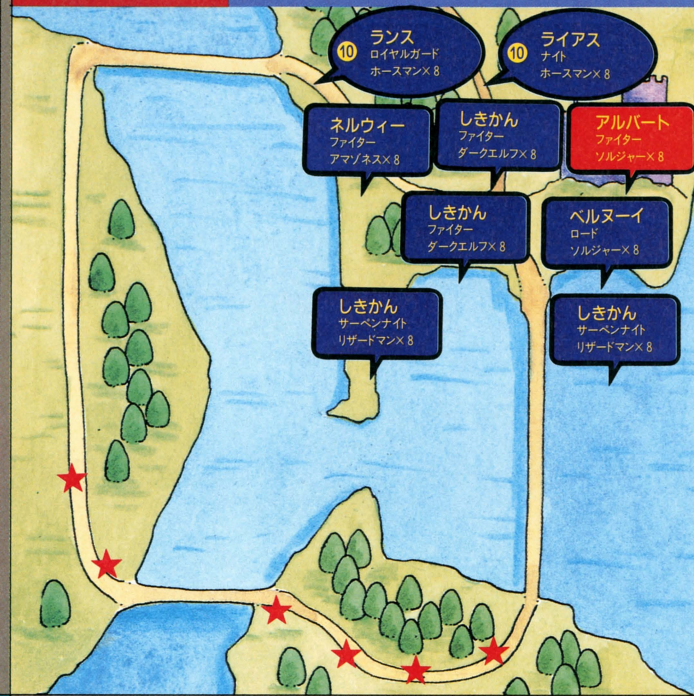 10
ランス
ロイヤルガード
ホースマン×8
10
ライアス
ナイト
ホースマン×8
ネルウィー
ファイター
アマゾネス×8
しきかん
ファイター
ダークエルフ×8
アルバート
ファイター
ソルジャー×8
しきかん
ファイター
ダークエルフ×8
ベルヌーイ
ロード
ソルジャー×8
しきかん
サーペンナイト
リザードマン×8
しきかん
サーペンナイト
リザードマン×8